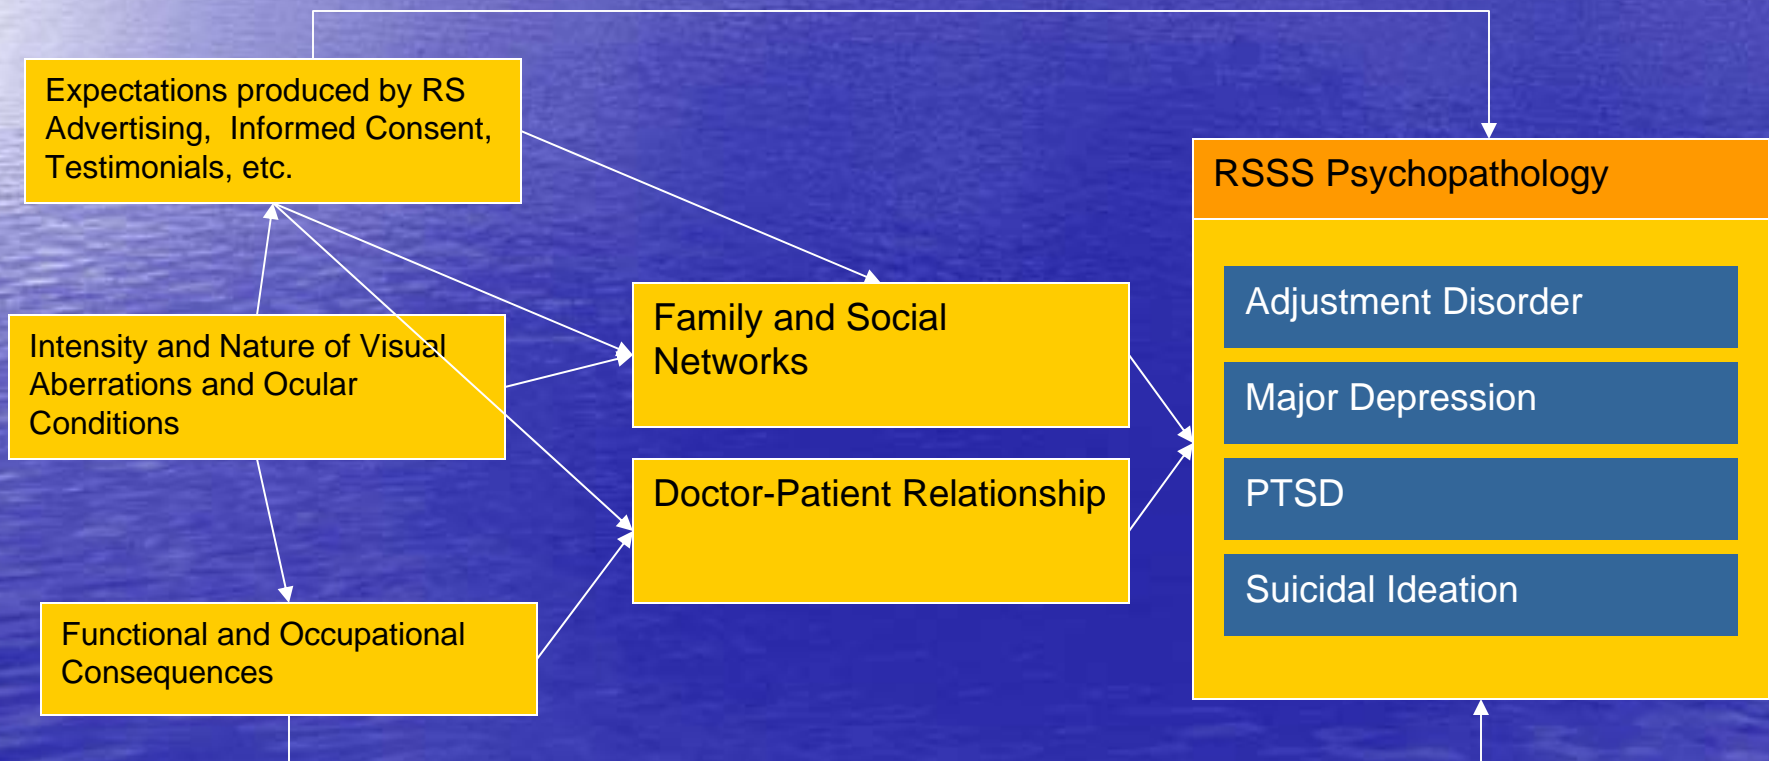 Expectations produced by RS
Advertising,  Informed Consent,
Testimonials, etc.
RSSS Psychopathology
Intensity and Nature of Visual
Aberrations and Ocular
Conditions
Family and Social
Networks
Adjustment Disorder
Major Depression
Doctor-Patient Relationship
PTSD
Suicidal Ideation
Functional and Occupational
Consequences